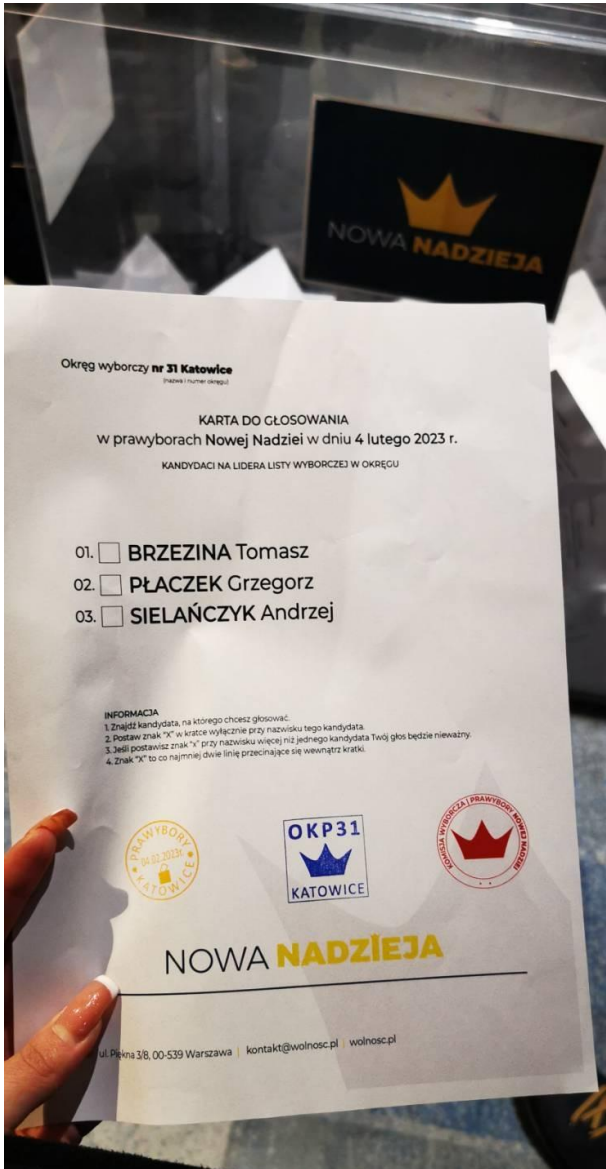 NOWA NADZIEJA
Okręg wyborczy nr 31 Katowice
(nazwa i numer okręgu)
KARTA DO GŁOSOWANIA
w prawyborach Nowej Nadziei w dniu 4 lutego 2023 r.
KANDYDACI NA LIDERA LISTY WYBORCZEJ W OKRĘGU
01. BRZEZINA Tomasz
02. PŁACZEK Grzegorz
03. SIELAŃCZYK Andrzej
INFORMACJA
1. Znajdź kandydata, na którego chcesz głosować.
2. Postaw znak "X" w kratce wyłącznie przy nazwisku tego kandydata.
3. Jeśli postawisz znak "x" przy nazwisku więcej niż jednego kandydata Twój głos będzie nieważny.
4. Znak "X" to co najmniej dwie linię przecinające się wewnątrz kratki.
PRAWYBORY
04.02.2023r.
KATOWICE
OKP31
KATOWICE
KOMISJA WYBORCZA | PRAWYBORY NOWEJ NADZIEI
NOWA NADZIEJA
ul. Piękna 3/8, 00-539 Warszawa | kontakt@wolnosc.pl | wolnosc.pl